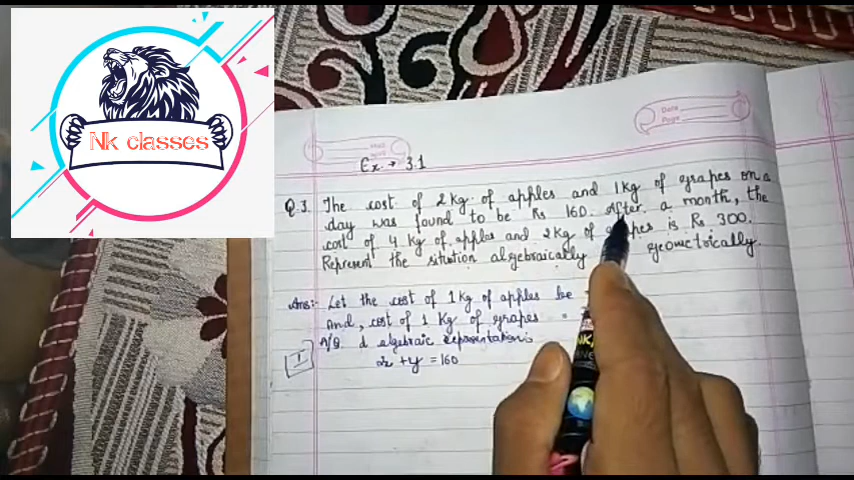 Nk classes
Date
Page
Ex. → 3.1
Q.3. The cost of 2 kg of apples and 1 kg of grapes on a
day was found to be Rs 160. After a month, the
cost of 4 kg of apples and 2 kg of grapes is Rs 300.
Represent the sitution algebraically geometrically.
Ans:- Let the cost of 1 kg of apples be
And, cost of 1 kg of grapes =
A/Q algebraic representation
1
x + y = 160